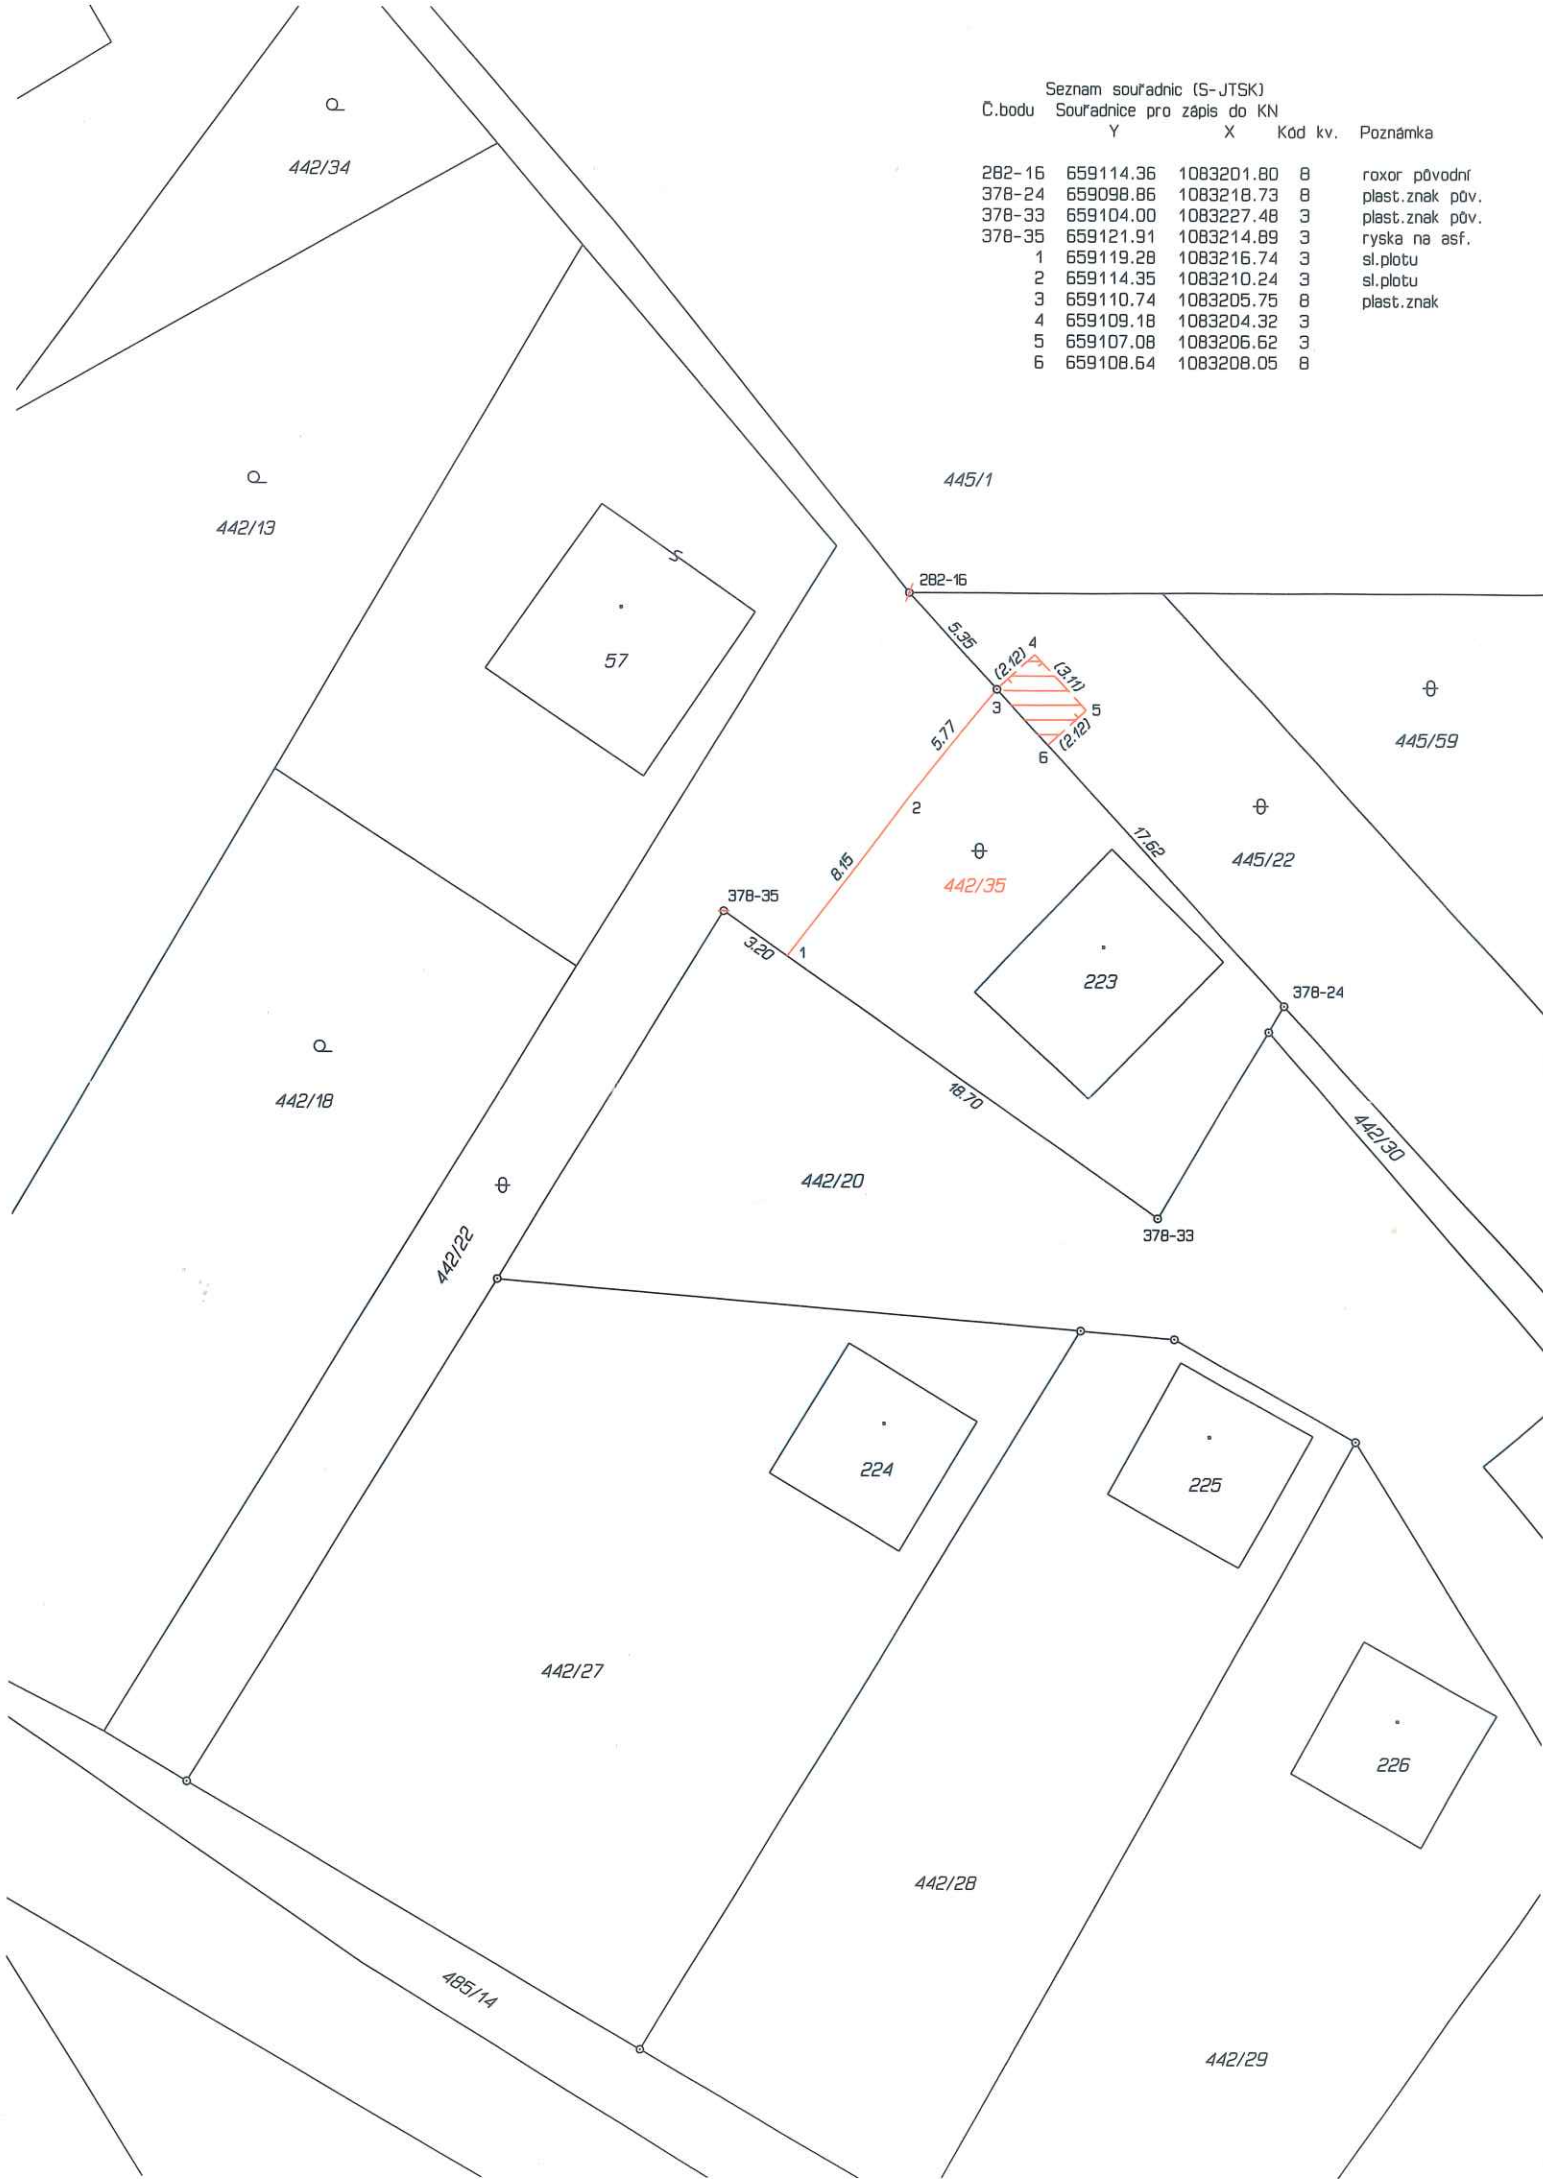 Seznam souřadnic (S-JTSK)
Č.bodu Souřadnice pro zápis do KN
Y X Kód kv. Poznámka
282-16 659114.36 1083201.80 8 roxor původní
378-24 659098.86 1083218.73 8 plast.znak pův.
378-33 659104.00 1083227.48 3 plast.znak pův.
378-35 659121.91 1083214.89 3 ryska na asf.
1 659119.28 1083216.74 3 sl.plotu
2 659114.35 1083210.24 3 sl.plotu
3 659110.74 1083205.75 8 plast.znak
4 659109.18 1083204.32 3
5 659107.08 1083206.62 3
6 659108.64 1083208.05 8
442/34
445/1
442/13
282-16
5.35
4
(2.12)
(3.11)
57
3
5
(2.12)
5.77
445/59
6
2
17.62
8.15
445/22
442/35
378-35
3.20
1
223
378-24
18.70
442/18
442/30
442/20
378-33
442/22
224
225
442/27
226
442/28
485/14
442/29